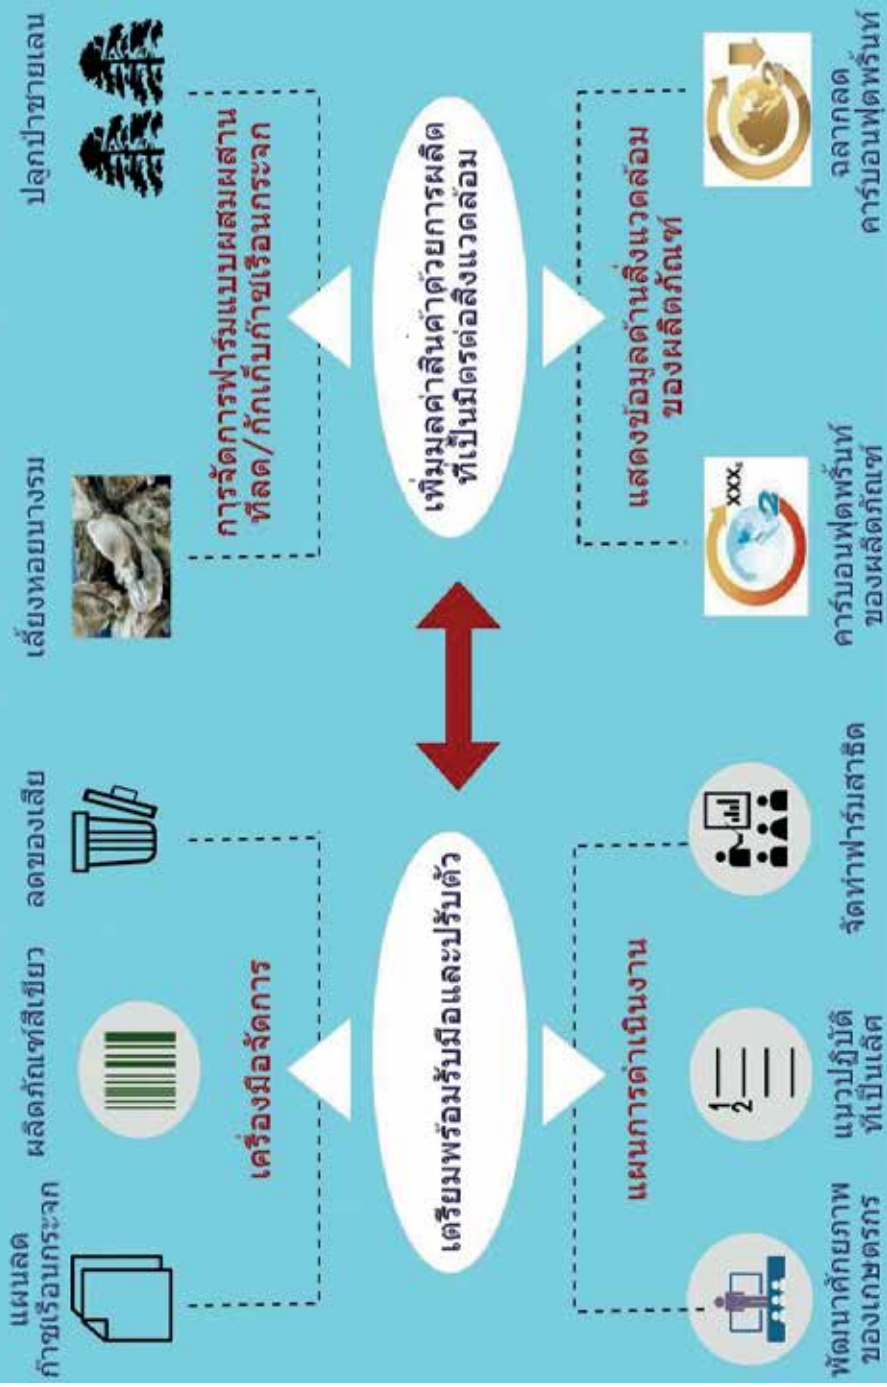 แผนลด
ก๊าซเรือนกระจก
ผลิตภัณฑ์สีเขียว
ลดของเสีย
เลี้ยงหอยนางรม
ปลูกป่าชายเลน
เครื่องมือจัดการ
การจัดการฟาร์มแบบผสมผสาน
ที่ลด/กักเก็บก๊าซเรือนกระจก
เตรียมพร้อมรับมือและปรับตัว
เพิ่มมูลค่าสินค้าด้วยการผลิต
ที่เป็นมิตรต่อสิ่งแวดล้อม
แผนการดำเนินงาน
แสดงข้อมูลด้านสิ่งแวดล้อม
ของผลิตภัณฑ์
1
2
XXXg
2
พัฒนาศักยภาพ
ของเกษตรกร
แนวปฏิบัติ
ที่เป็นเลิศ
จัดทำฟาร์มสาธิต
คาร์บอนฟุตพริ้นท์
ของผลิตภัณฑ์
ฉลากลด
คาร์บอนฟุตพริ้นท์